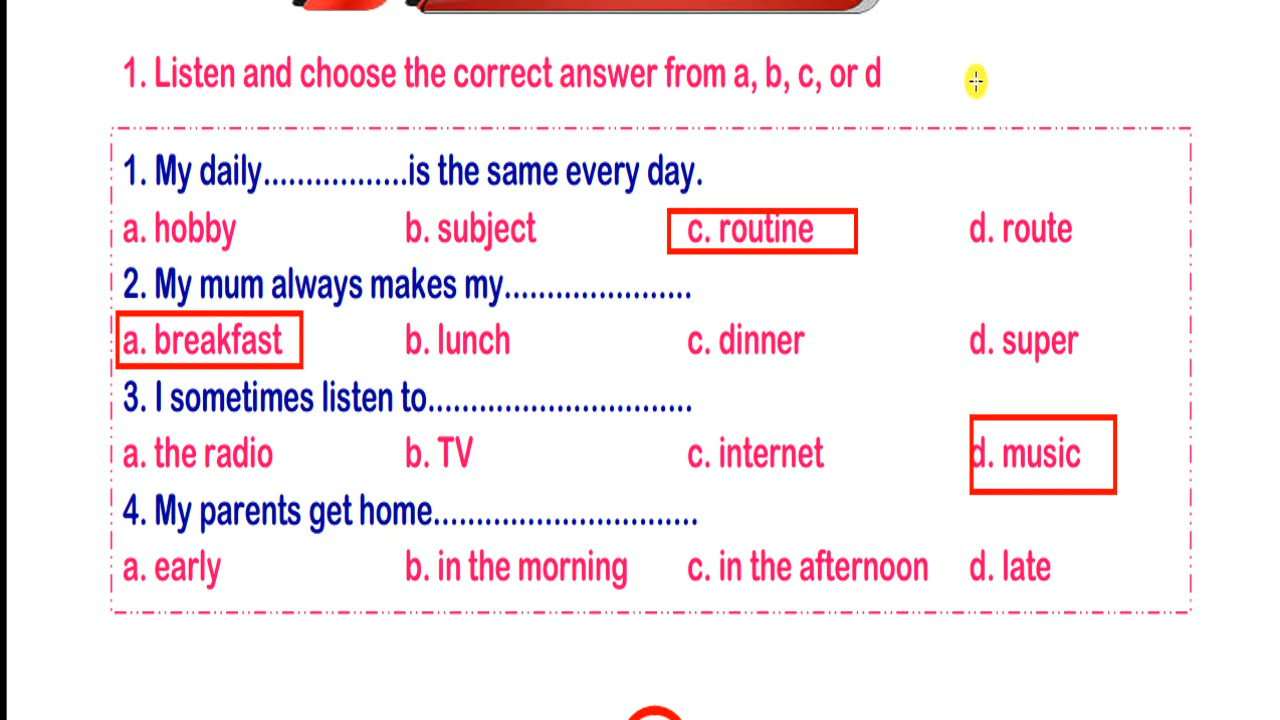 1. Listen and choose the correct answer from a, b, c, or d
1. My daily.................is the same every day.
a. hobby b. subject c. routine d. route
2. My mum always makes my......................
a. breakfast b. lunch c. dinner d. super
3. I sometimes listen to...............................
a. the radio b. TV c. internet d. music
4. My parents get home...............................
a. early b. in the morning c. in the afternoon d. late